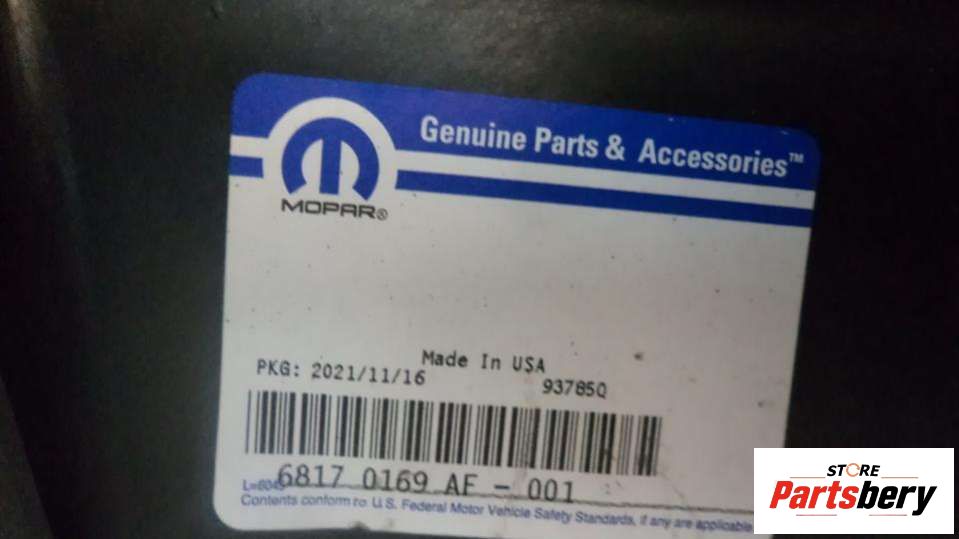 Genuine Parts & Accessories™
MOPAR®
Made In USA
PKG: 2021/11/16
93785Q
6817 0169 AF - 001
Contents conform to U.S. Federal Motor Vehicle Safety Standards, if any are applicable
STORE
Partsbery